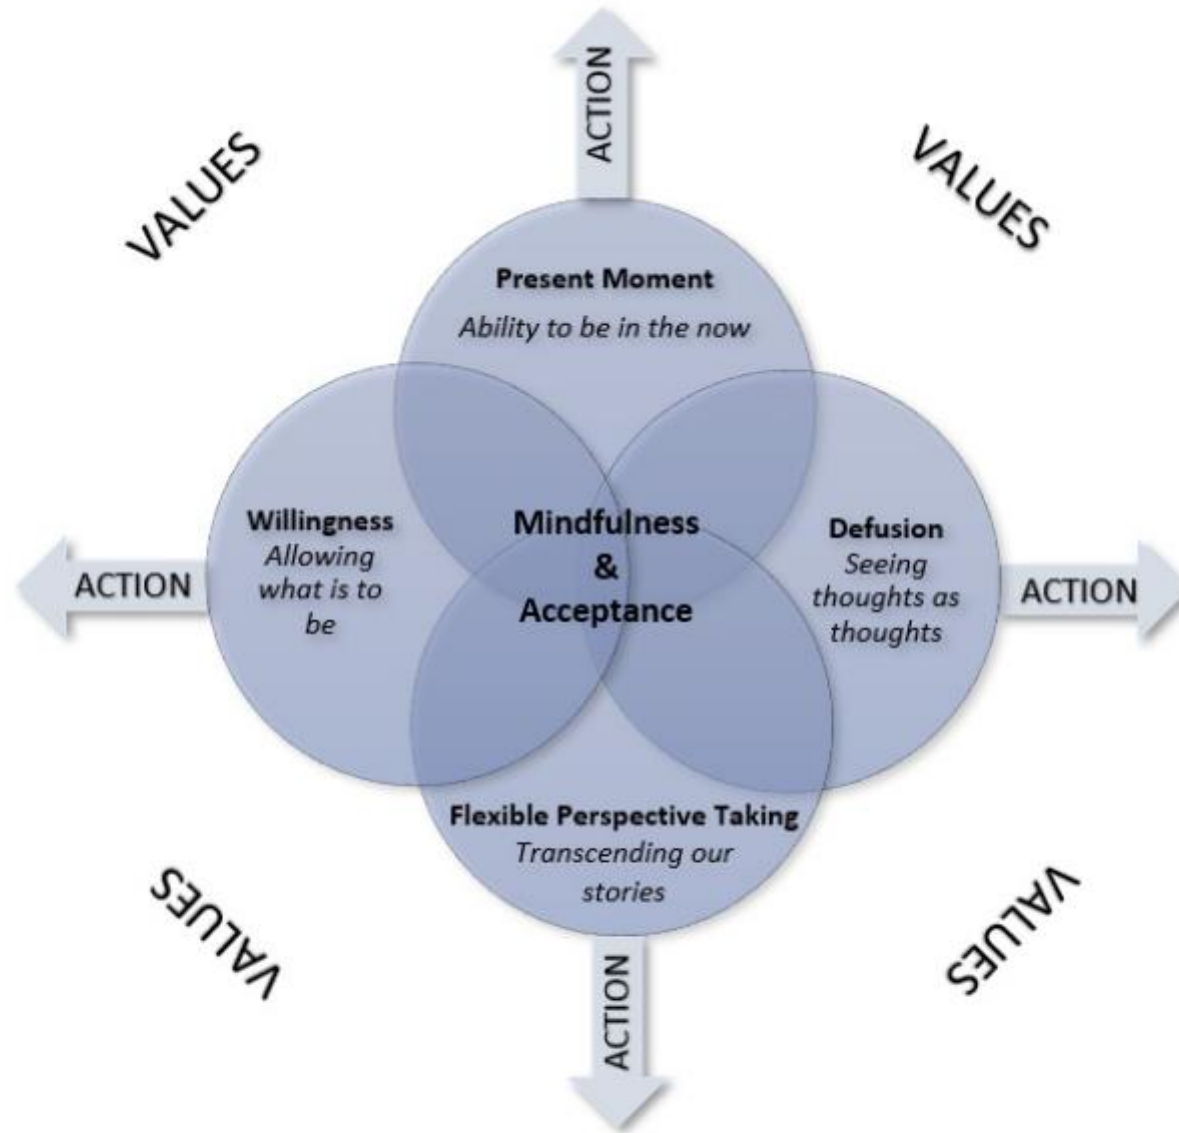 ACTION
VALUES
VALUES
Present Moment
Ability to be in the now
Willingness
Allowing
what is to
be
Mindfulness
&
Acceptance
Defusion
Seeing
thoughts as
thoughts
ACTION
ACTION
Flexible Perspective Taking
Transcending our
stories
VALUES
VALUES
ACTION